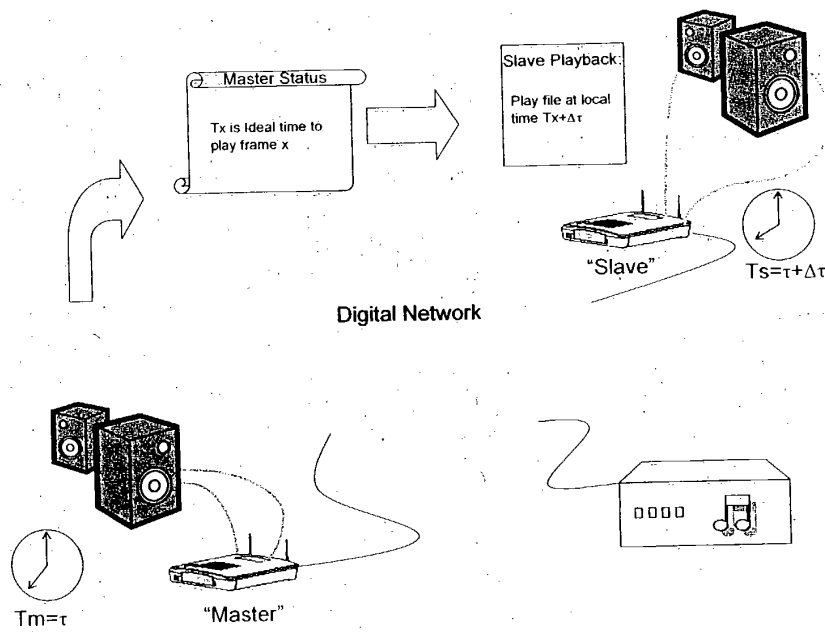 Master Status
Tx is Ideal time to
play frame x
Slave Playback:
Play file at local
time Tx+Δτ
"Slave"
Ts=τ+Δτ
Digital Network
Tm=τ
"Master"